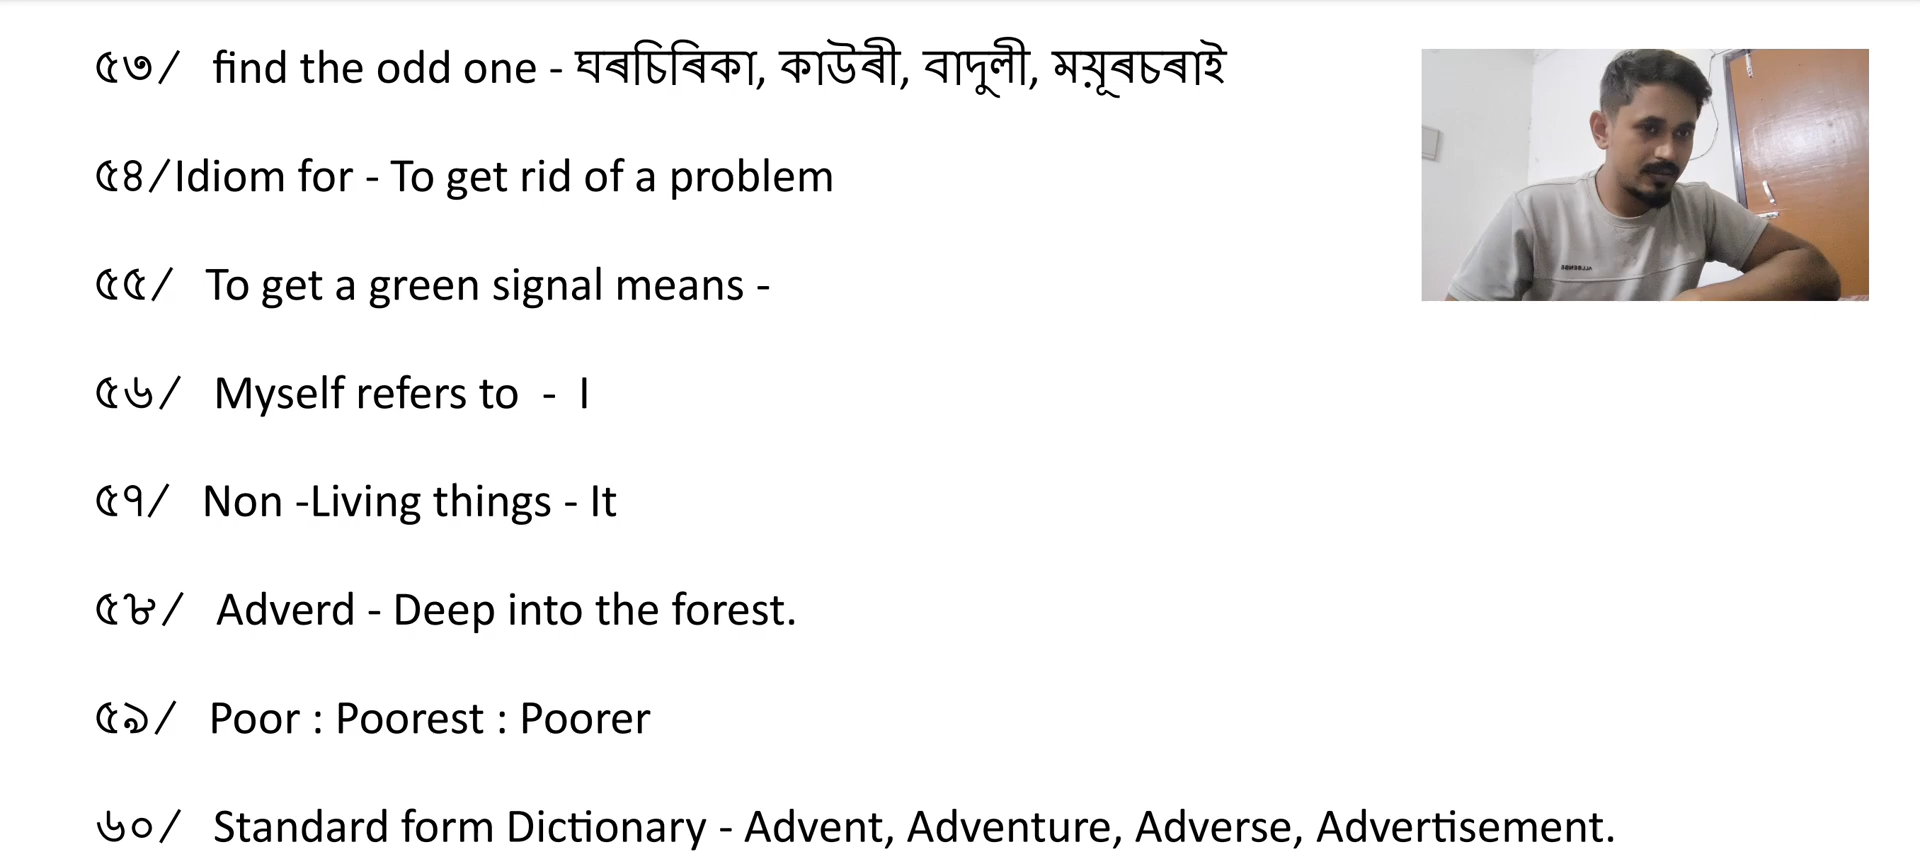 ৫৩/ find the odd one - ঘৰচিৰিকা, কাউৰী, বাদুলী, ময়ূৰচৰাই
৫৪/Idiom for - To get rid of a problem
৫৫/ To get a green signal means -
৫৬/ Myself refers to - I
৫৭/ Non -Living things - It
৫৮/ Adverd - Deep into the forest.
৫৯/ Poor : Poorest : Poorer
৬০/ Standard form Dictionary - Advent, Adventure, Adverse, Advertisement.